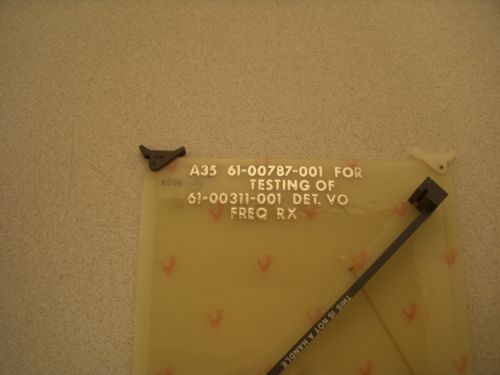 A35 61-00787-001 FOR
TESTING OF
61-00311-001 DET. VO
FREQ RX
THIS IS NOT A HANDLE